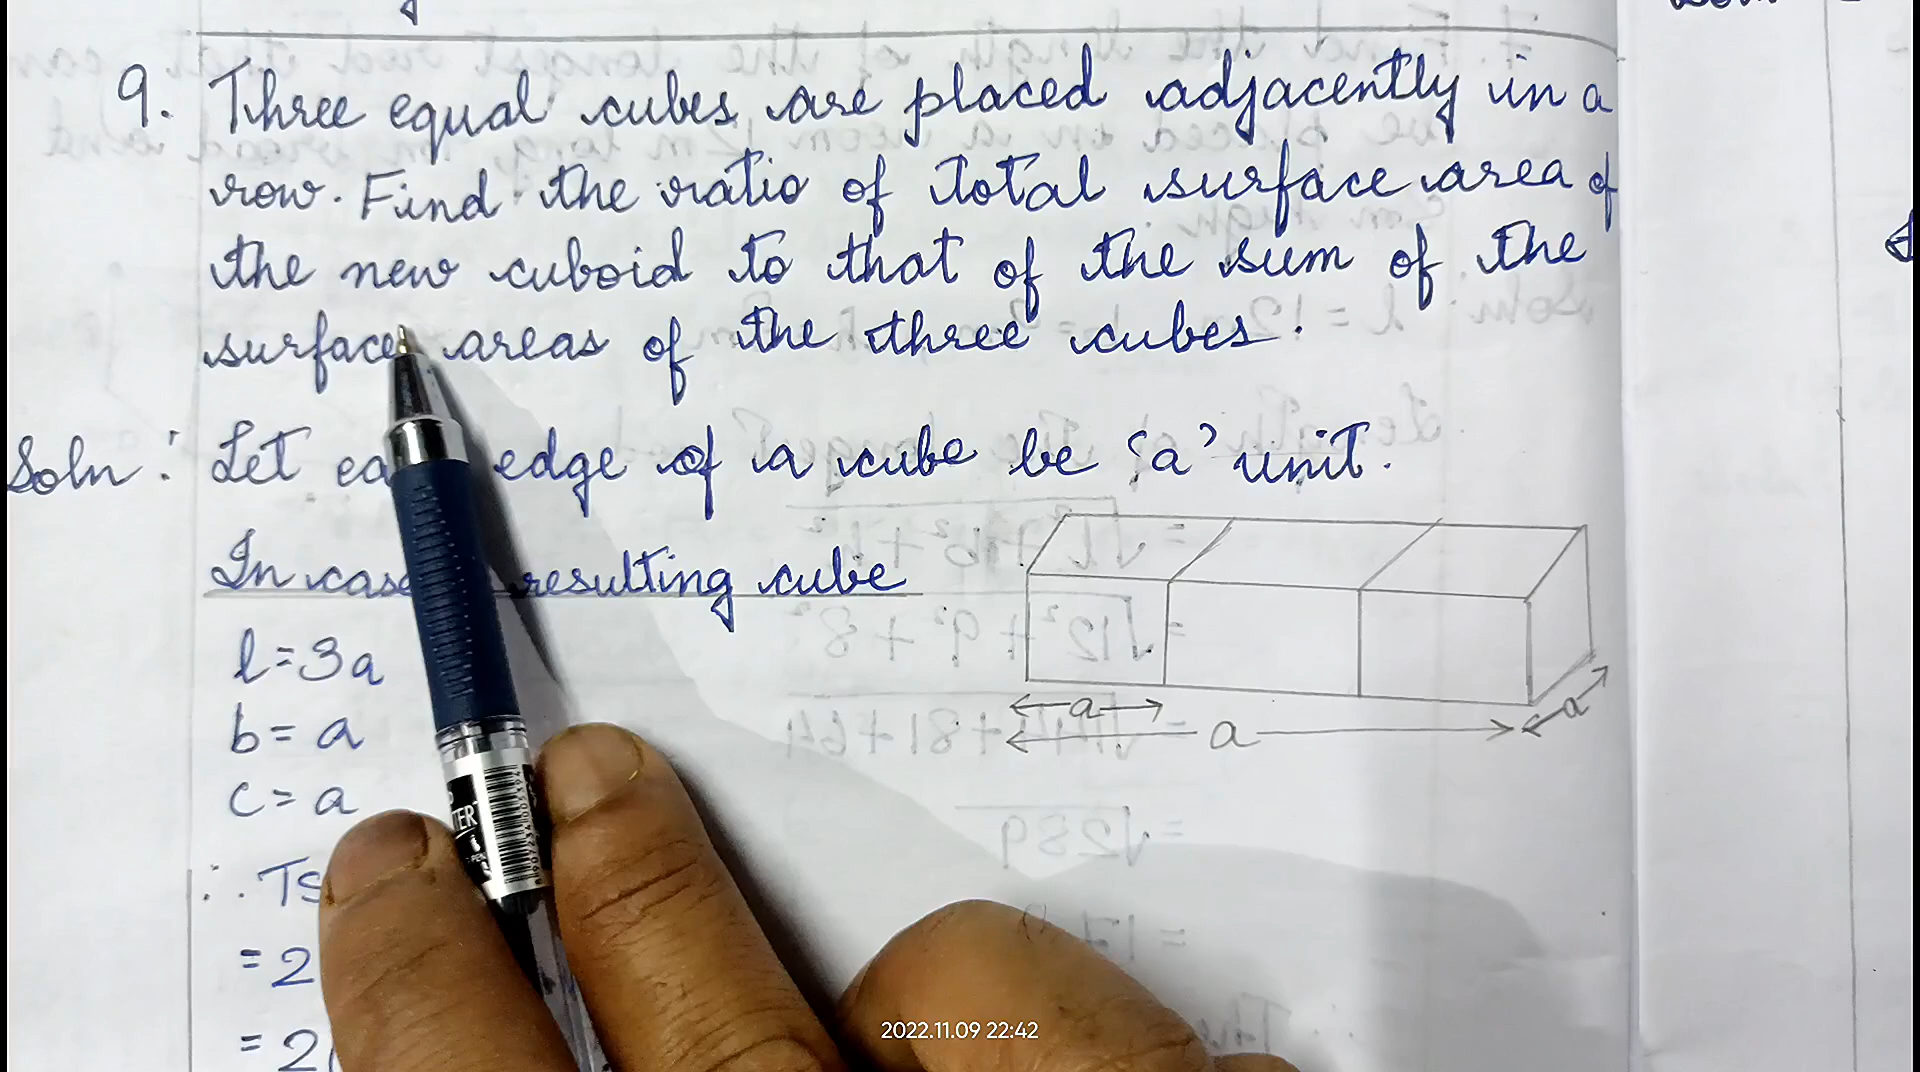 9. Three equal cubes are placed adjacently in a
row. Find the ratio of total surface area of
the new cuboid to that of the sum of the
surface areas of the three cubes.
Soln: Let edge of a cube be 'a' unit.
In case resulting cube
l=3a
b= a
c= a
a
a
a
∴ TS
= 2
= 2
2022.11.09 22:42